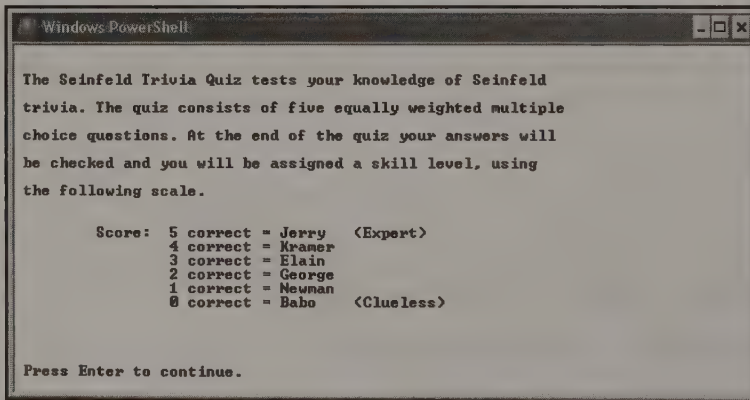 Windows PowerShell
The Seinfeld Trivia Quiz tests your knowledge of Seinfeld
trivia. The quiz consists of five equally weighted multiple
choice questions. At the end of the quiz your answers will
be checked and you will be assigned a skill level, using
the following scale.
Score: 5 correct = Jerry <Expert>
4 correct = Kramer
3 correct = Elain
2 correct = George
1 correct = Newman
0 correct = Babo <Clueless>
Press Enter to continue.